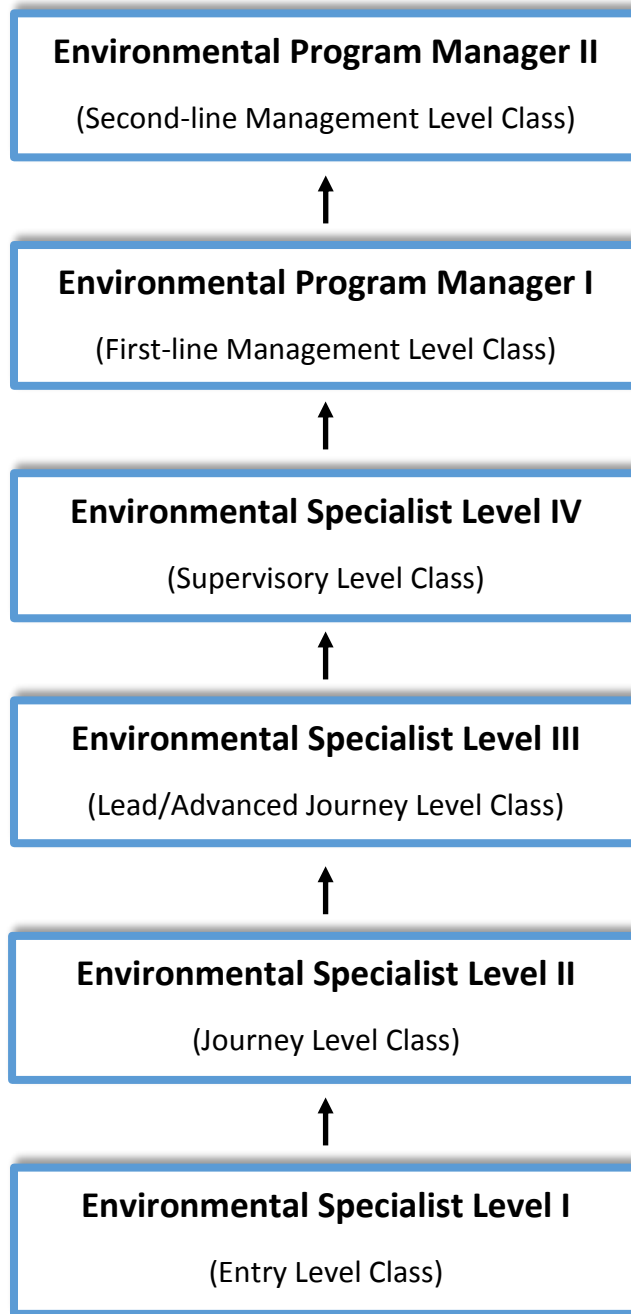 Environmental Program Manager II
(Second-line Management Level Class)
Environmental Program Manager I
(First-line Management Level Class)
Environmental Specialist Level IV
(Supervisory Level Class)
Environmental Specialist Level III
(Lead/Advanced Journey Level Class)
Environmental Specialist Level II
(Journey Level Class)
Environmental Specialist Level I
(Entry Level Class)